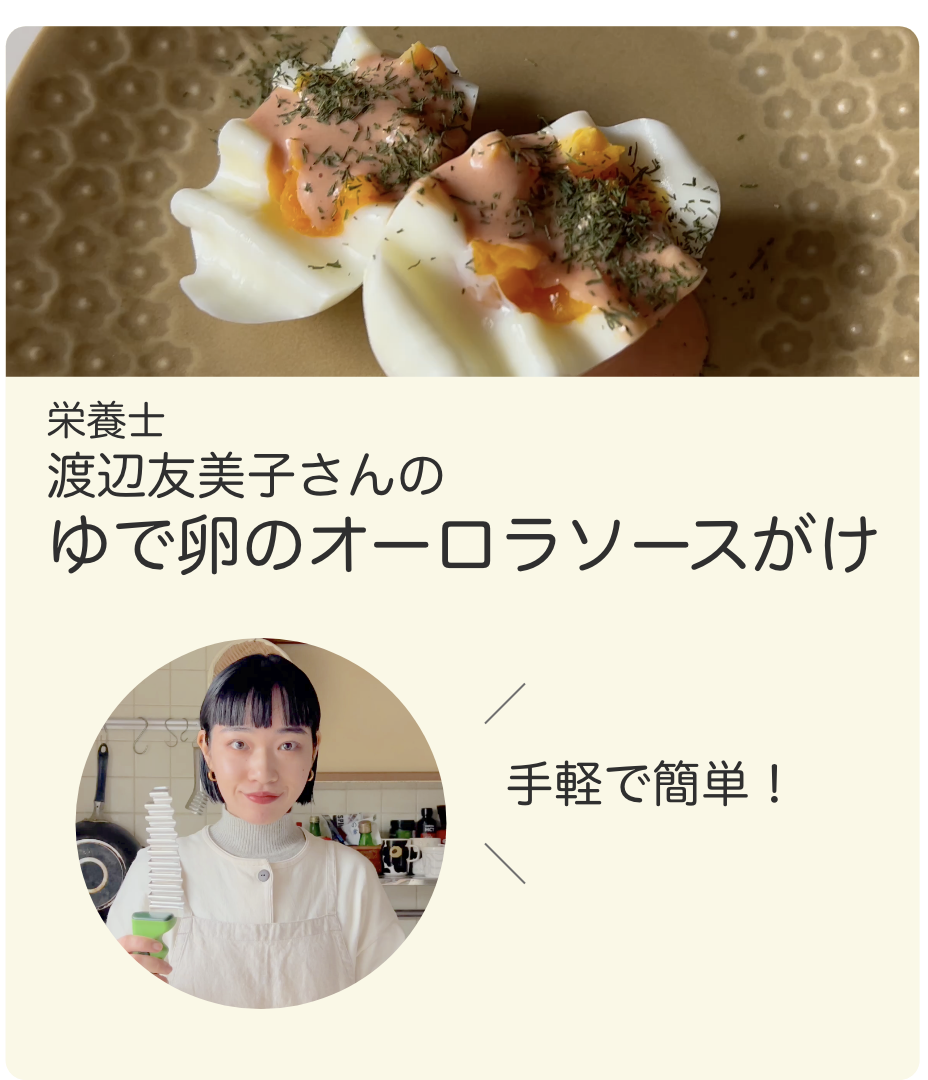 栄養士
渡辺友美子さんの
ゆで卵のオーロラソースがけ
手軽で簡単！